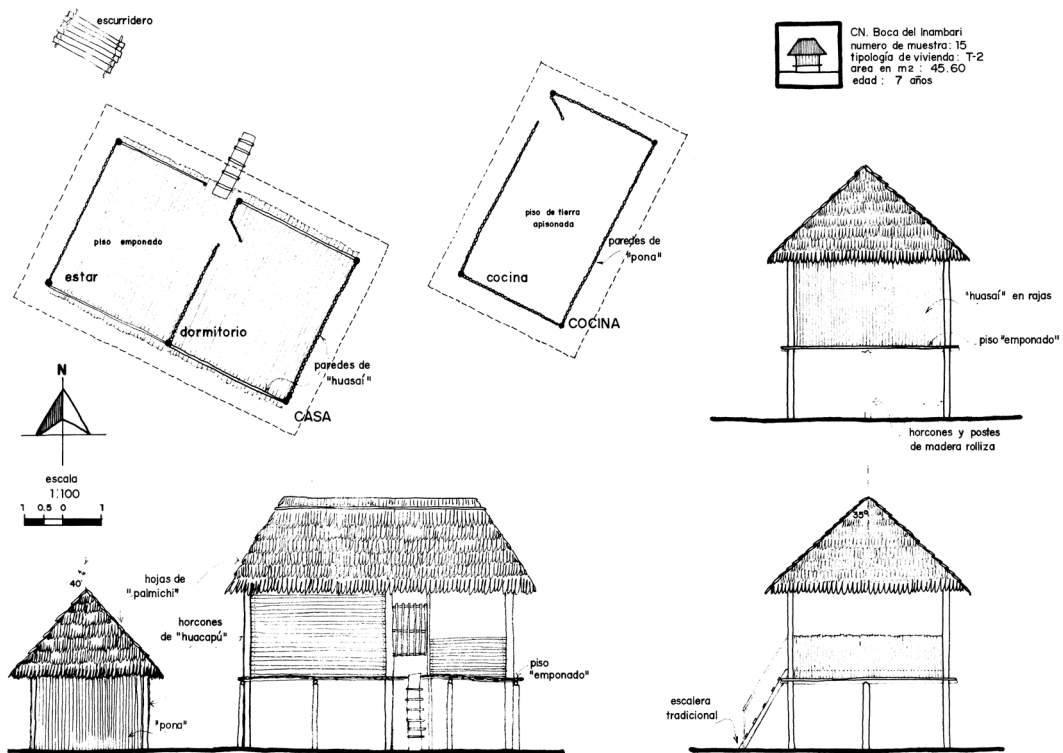 escurridero
CN. Boca del Inambari
numero de muestra: 15
tipología de vivienda: T-2
area en m2 : 45.60
edad : 7 años
piso emponado
estar
dormitorio
paredes de
"huasaí"
CASA
piso de tierra
apisonada
paredes de
"pona"
cocina
COCINA
"huasaí" en rajas
piso "emponado"
horcones y postes
de madera rolliza
N
escala
1:100
1 0.5 0 1
40°
hojas de
"palmichi"
horcones
de "huacapú"
"pona"
piso
"emponado"
35°
escalera
tradicional